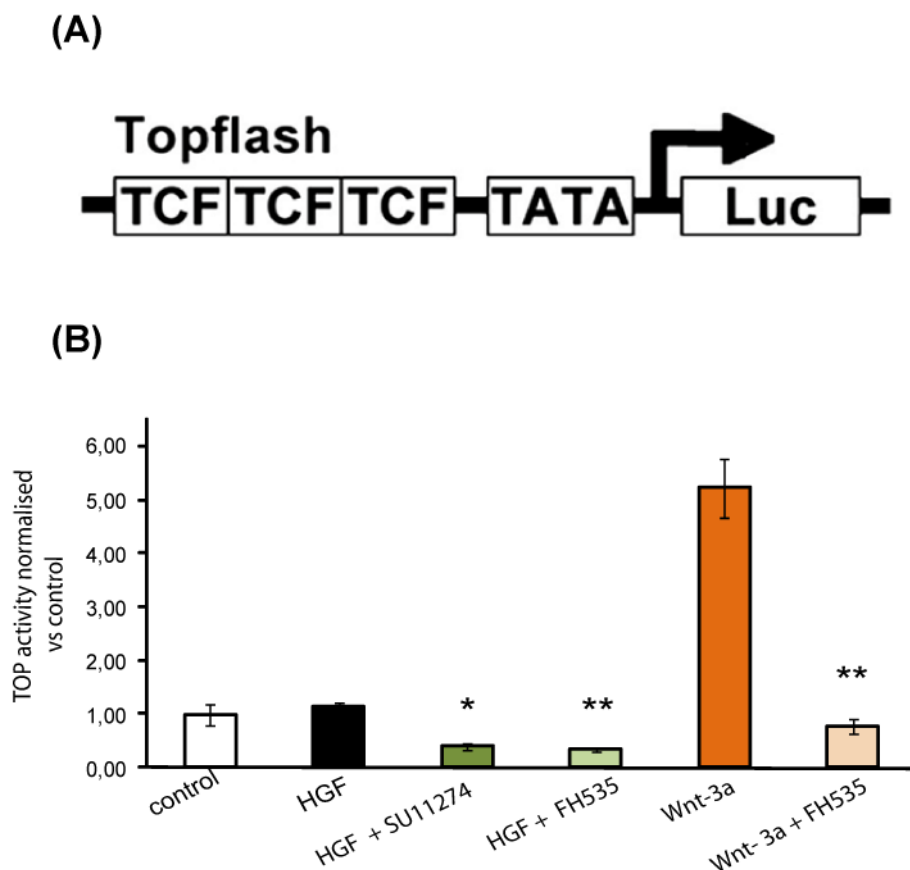 (A)
Topflash
TCF TCF TCF TATA Luc
(B)
TOP activity normalised
vs control
6,00
5,00
4,00
3,00
2,00
1,00
0,00
* ** **
control HGF HGF + SU11274 HGF + FH535 Wnt-3a Wnt- 3a + FH535